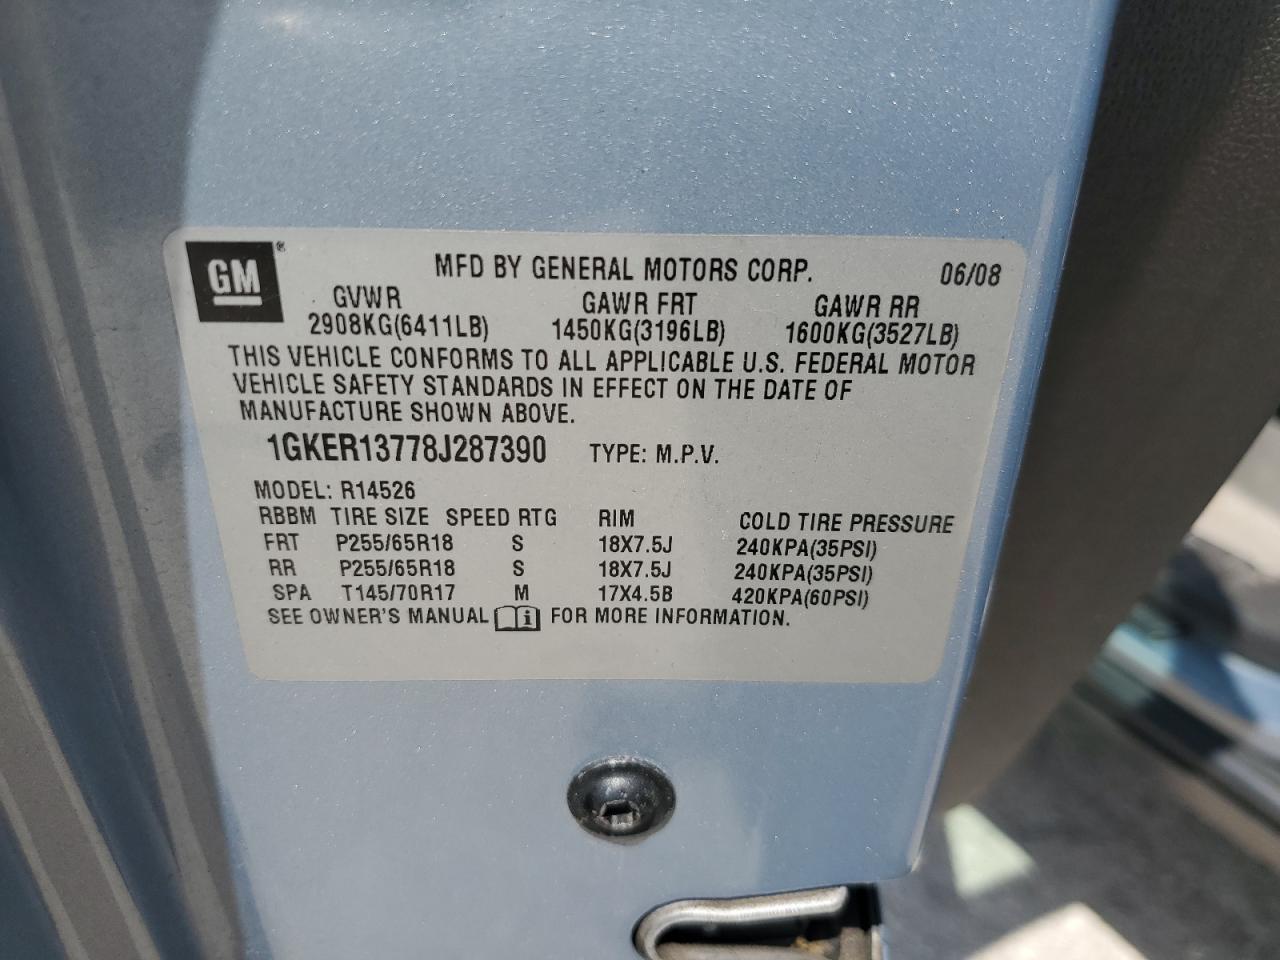 GM® MFD BY GENERAL MOTORS CORP. 06/08
GVWR GAWR FRT GAWR RR
2908KG(6411LB) 1450KG(3196LB) 1600KG(3527LB)
THIS VEHICLE CONFORMS TO ALL APPLICABLE U.S. FEDERAL MOTOR
VEHICLE SAFETY STANDARDS IN EFFECT ON THE DATE OF
MANUFACTURE SHOWN ABOVE.
1GKER13778J287390 TYPE: M.P.V.
MODEL: R14526
RBBM TIRE SIZE SPEED RTG RIM COLD TIRE PRESSURE
FRT P255/65R18 S 18X7.5J 240KPA(35PSI)
RR P255/65R18 S 18X7.5J 240KPA(35PSI)
SPA T145/70R17 M 17X4.5B 420KPA(60PSI)
SEE OWNER'S MANUAL i FOR MORE INFORMATION.